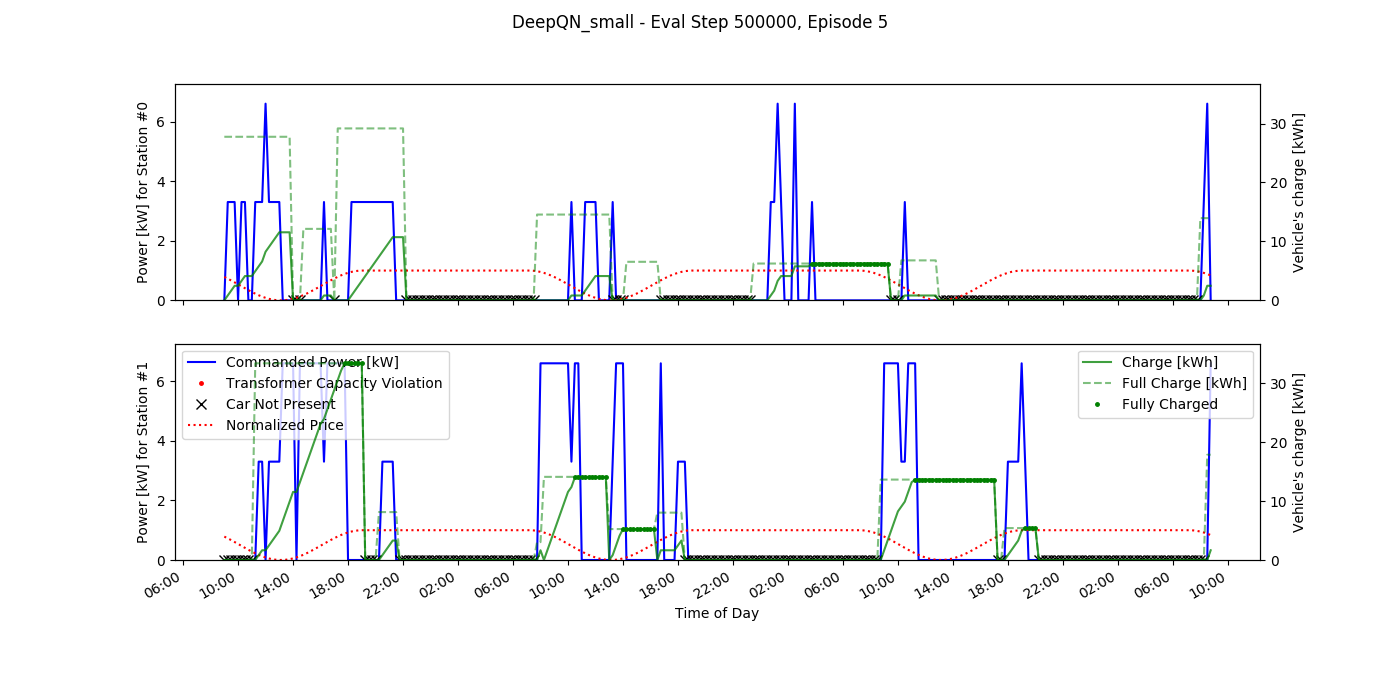 DeepQN_small - Eval Step 500000, Episode 5
Power [kW] for Station #0
6
4
2
0
30
20
10
0
Vehicle's charge [kWh]
Power [kW] for Station #1
6
4
2
0
Commanded Power [kW]
Transformer Capacity Violation
Car Not Present
Normalized Price
Charge [kWh]
Full Charge [kWh]
Fully Charged
30
20
10
0
Vehicle's charge [kWh]
06:00 10:00 14:00 18:00 22:00 02:00 06:00 10:00 14:00 18:00 22:00 02:00 06:00 10:00 14:00 18:00 22:00 02:00 06:00 10:00
Time of Day